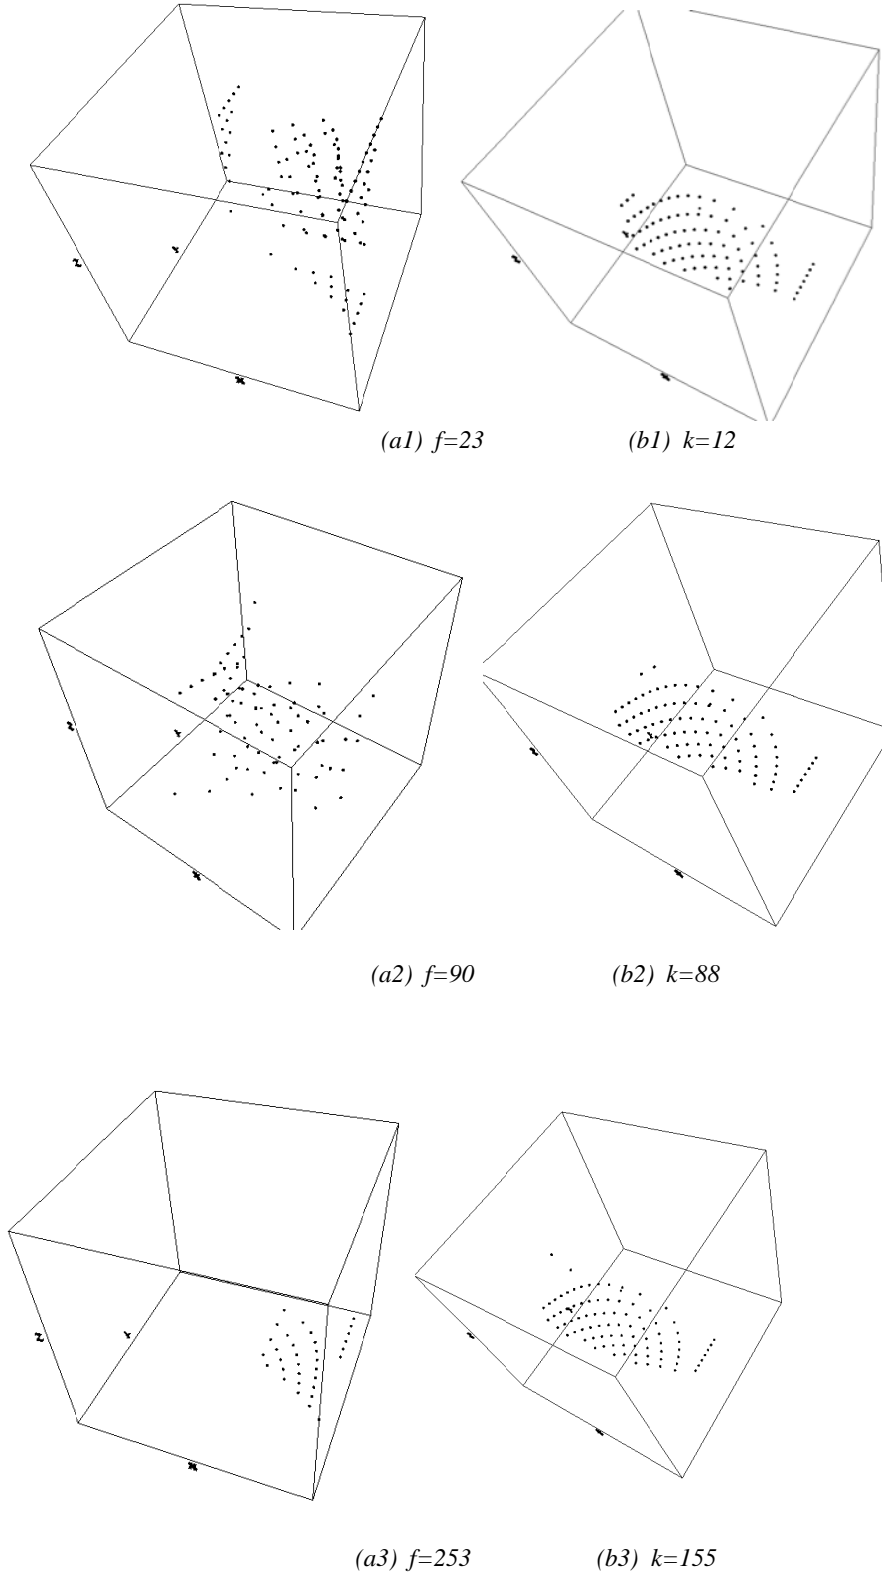 (a1) f=23 (b1) k=12
(a2) f=90 (b2) k=88
(a3) f=253 (b3) k=155